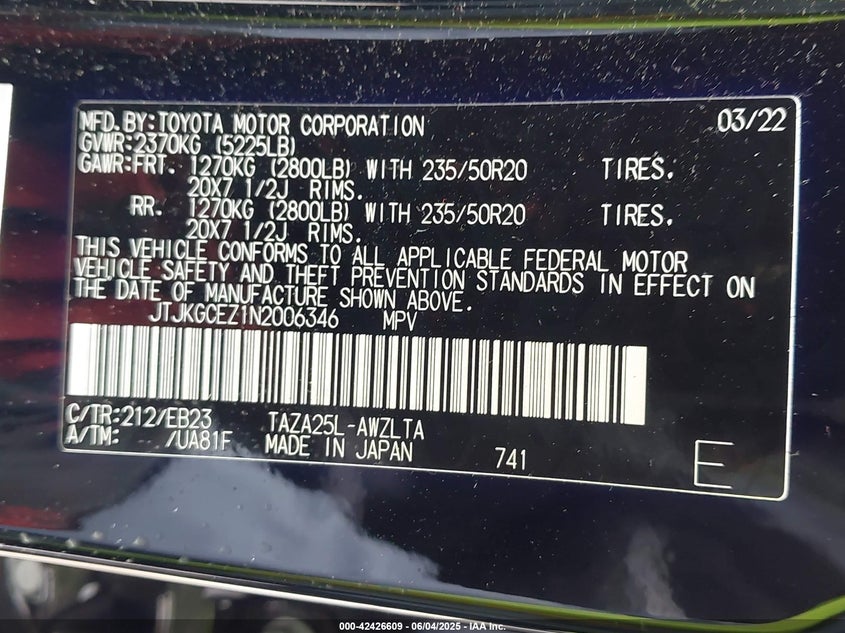 MFD.BY:TOYOTA MOTOR CORPORATION 03/22
GVWR:2370KG (5225LB)
GAWR:FRT. 1270KG (2800LB) WITH 235/50R20 TIRES.
20X7 1/2J RIMS.
RR. 1270KG (2800LB) WITH 235/50R20 TIRES.
20X7 1/2J RIMS.
THIS VEHICLE CONFORMS TO ALL APPLICABLE FEDERAL MOTOR
VEHICLE SAFETY AND THEFT PREVENTION STANDARDS IN EFFECT ON
THE DATE OF MANUFACTURE SHOWN ABOVE.
JTJKGCEZ1N2006346 MPV
C/TR:212/EB23 TAZA25L-AWZLTA
A/TM: /UA81F MADE IN JAPAN 741 E
000-42426609 - 06/04/2025 - IAA Inc.